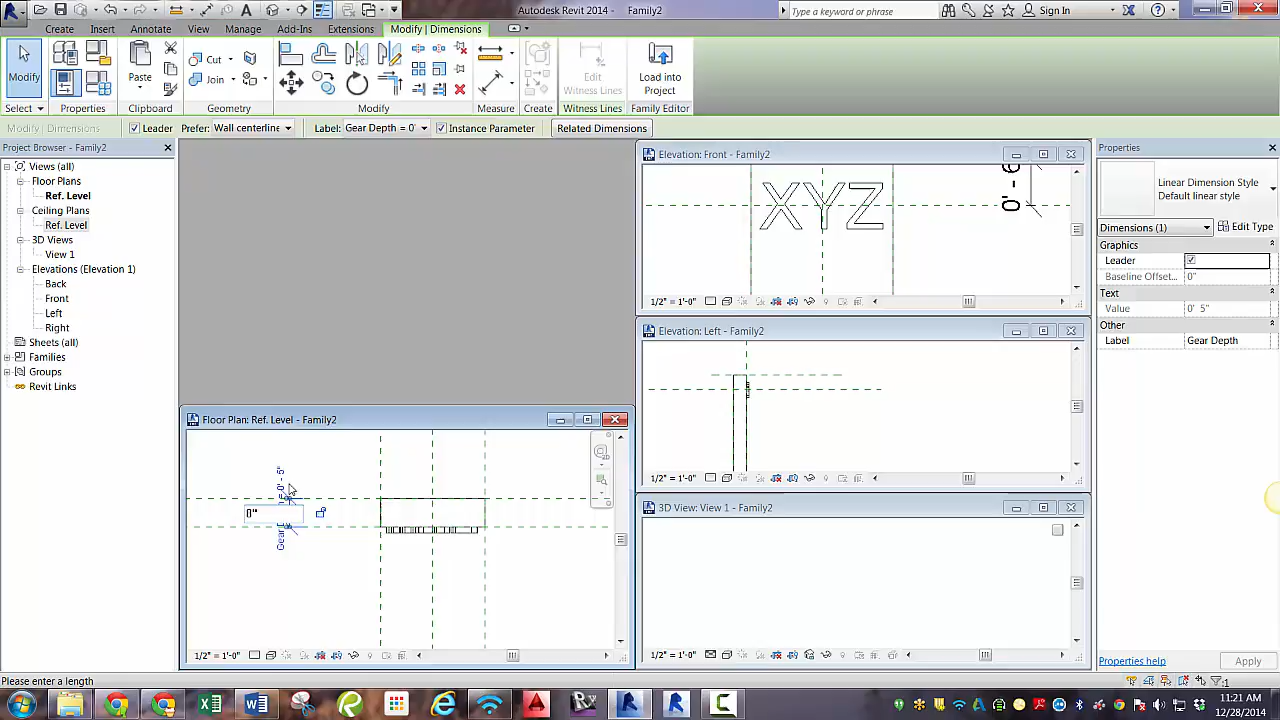 Autodesk Revit 2014 - Family2
Type a keyword or phrase
Sign In
Create Insert Annotate View Manage Add-Ins Extensions Modify | Dimensions
Modify Paste Cut Join Edit Witness Lines Load into Project
Select Properties Clipboard Geometry Modify Measure Create Witness Lines Family Editor
Modify | Dimensions Leader Prefer: Wall centerline Label: Gear Depth = 0' Instance Parameter Related Dimensions
Project Browser - Family2
Views (all)
Floor Plans
Ref. Level
Ceiling Plans
Ref. Level
3D Views
View 1
Elevations (Elevation 1)
Back
Front
Left
Right
Sheets (all)
Families
Groups
Revit Links
Floor Plan: Ref. Level - Family2
0' - 5"
0"
Gear
1/2" = 1'-0"
Elevation: Front - Family2
XYZ
0' - 6
1/2" = 1'-0"
Elevation: Left - Family2
1/2" = 1'-0"
3D View: View 1 - Family2
1/2" = 1'-0"
Properties
Linear Dimension Style
Default linear style
Dimensions (1) Edit Type
Graphics
Leader
Baseline Offset... 0"
Text
Value 0' 5"
Other
Label Gear Depth
Properties help Apply
Please enter a length
:1
11:21 AM
12/28/2014